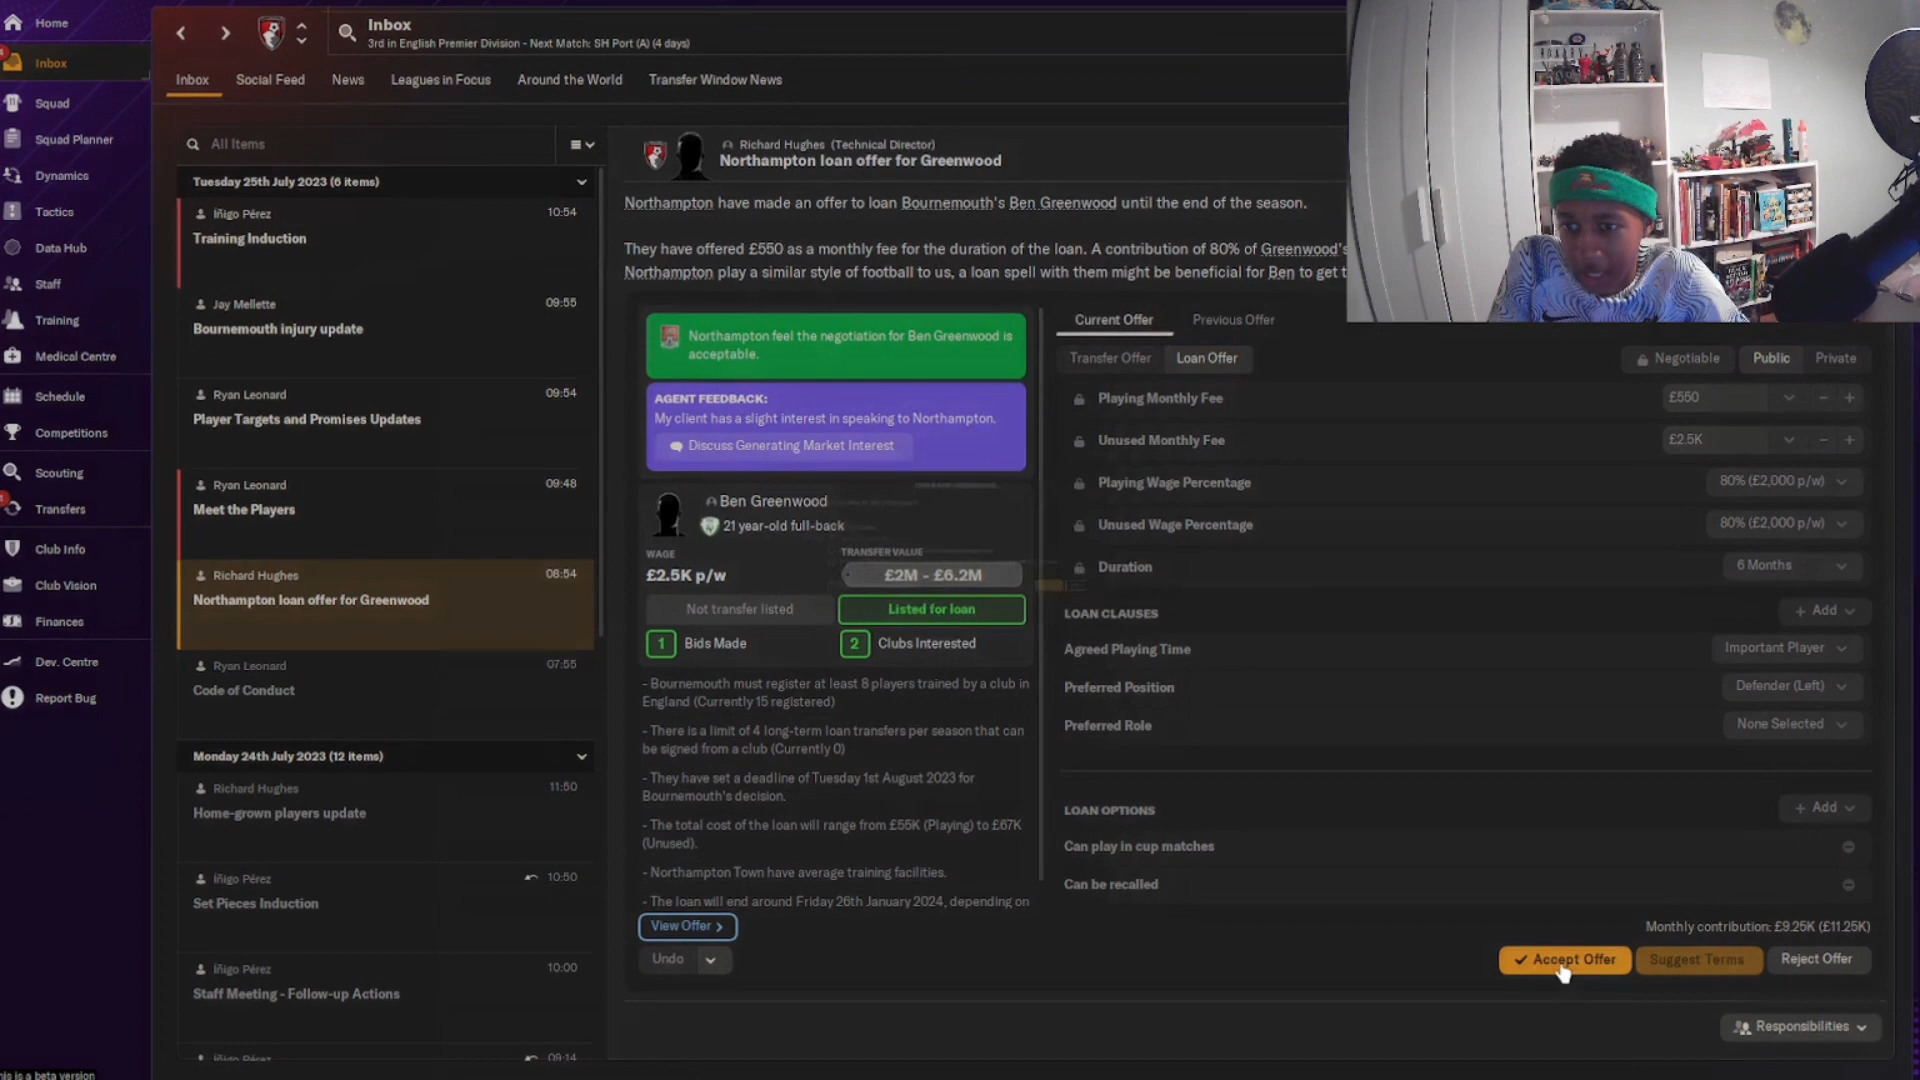 Home
Inbox
Squad
Squad Planner
Dynamics
Tactics
Data Hub
Staff
Training
Medical Centre
Schedule
Competitions
Scouting
Transfers
Club Info
Club Vision
Finances
Dev. Centre
Report Bug
his is a beta version
Inbox
3rd in English Premier Division - Next Match: SH Port (A) (4 days)
Inbox Social Feed News Leagues in Focus Around the World Transfer Window News
All Items
Tuesday 25th July 2023 (6 items)
Íñigo Pérez 10:54
Training Induction
Jay Mellette 09:55
Bournemouth injury update
Ryan Leonard 09:54
Player Targets and Promises Updates
Ryan Leonard 09:48
Meet the Players
Richard Hughes 08:54
Northampton loan offer for Greenwood
Ryan Leonard 07:55
Code of Conduct
Monday 24th July 2023 (12 items)
Richard Hughes 11:50
Home-grown players update
Íñigo Pérez 10:50
Set Pieces Induction
Íñigo Pérez 10:00
Staff Meeting - Follow-up Actions
Íñigo Pérez 09:14
Richard Hughes (Technical Director)
Northampton loan offer for Greenwood
Northampton have made an offer to loan Bournemouth's Ben Greenwood until the end of the season.
They have offered £550 as a monthly fee for the duration of the loan. A contribution of 80% of Greenwood's
Northampton play a similar style of football to us, a loan spell with them might be beneficial for Ben to get
Northampton feel the negotiation for Ben Greenwood is
acceptable.
AGENT FEEDBACK:
My client has a slight interest in speaking to Northampton.
Discuss Generating Market Interest
Ben Greenwood
21 year-old full-back
WAGE TRANSFER VALUE
£2.5K p/w £2M - £6.2M
Not transfer listed Listed for loan
1 Bids Made 2 Clubs Interested
- Bournemouth must register at least 8 players trained by a club in
England (Currently 15 registered)
- There is a limit of 4 long-term loan transfers per season that can
be signed from a club (Currently 0)
- They have set a deadline of Tuesday 1st August 2023 for
Bournemouth's decision.
- The total cost of the loan will range from £55K (Playing) to £67K
(Unused).
- Northampton Town have average training facilities.
- The loan will end around Friday 26th January 2024, depending on
View Offer
Undo
Current Offer Previous Offer
Transfer Offer Loan Offer Negotiable Public Private
Playing Monthly Fee £550
Unused Monthly Fee £2.5K
Playing Wage Percentage 80% (£2,000 p/w)
Unused Wage Percentage 80% (£2,000 p/w)
Duration 6 Months
LOAN CLAUSES + Add
Agreed Playing Time Important Player
Preferred Position Defender (Left)
Preferred Role None Selected
LOAN OPTIONS + Add
Can play in cup matches
Can be recalled
Monthly contribution: £9.25K (£11.25K)
Accept Offer Suggest Terms Reject Offer
Responsibilities